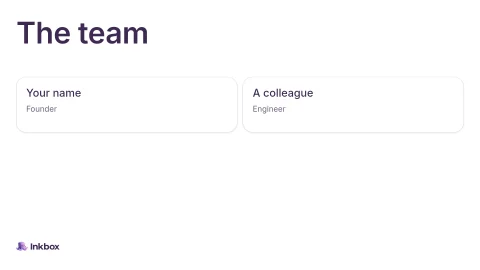 The team
Your name
Founder
A colleague
Engineer
Inkbox